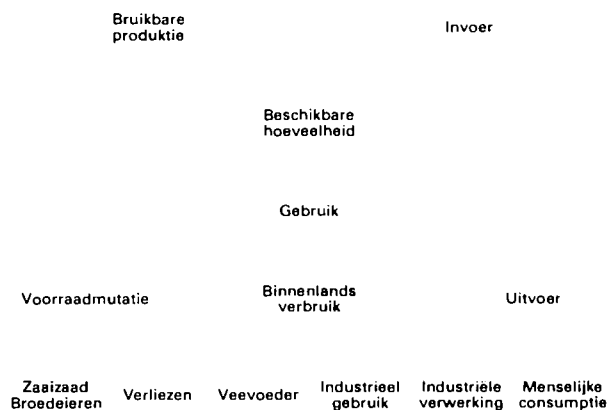 Bruikbare
produktie
Invoer
Beschikbare
hoeveelheid
Gebruik
Voorraadmutatie
Binnenlands
verbruik
Uitvoer
Zaaizaad
Broedeieren
Verliezen
Veevoeder
Industrieel
gebruik
Industriële
verwerking
Menselijke
consumptie